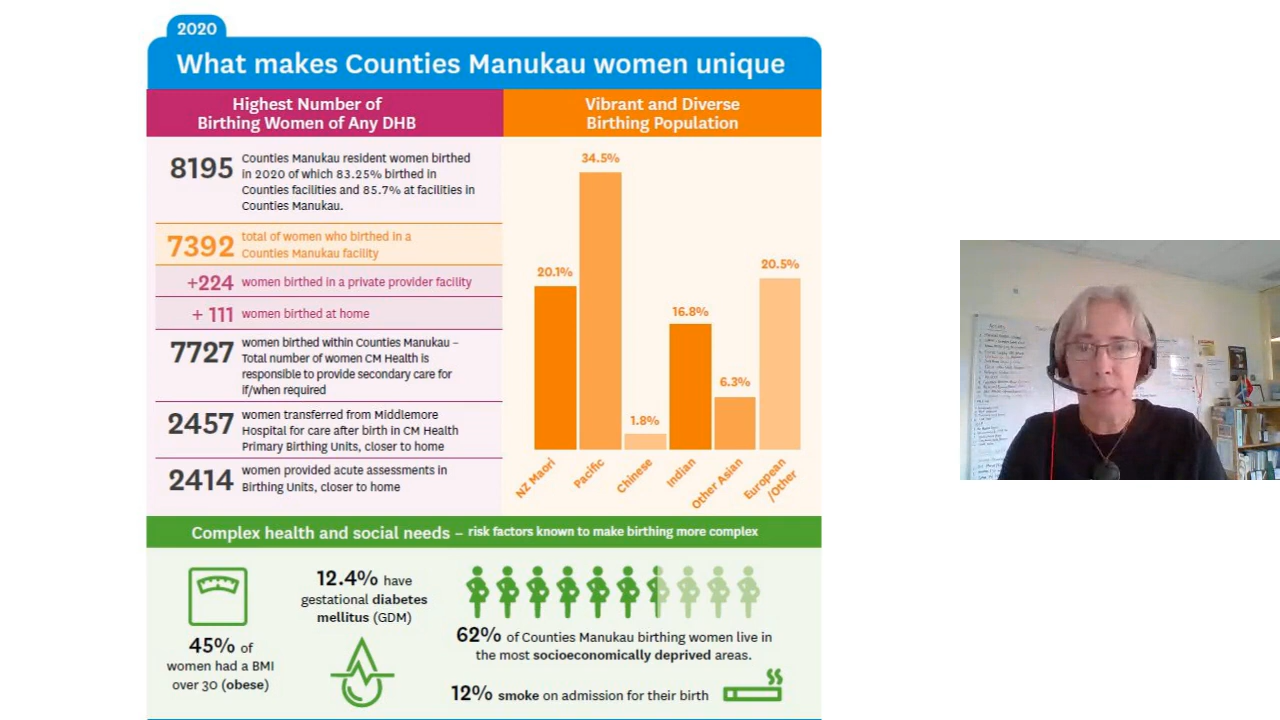 2020
What makes Counties Manukau women unique
Highest Number of
Birthing Women of Any DHB
8195 Counties Manukau resident women birthed
in 2020 of which 83.25% birthed in
Counties facilities and 85.7% at facilities in
Counties Manukau.
7392 total of women who birthed in a
Counties Manukau facility
+224 women birthed in a private provider facility
+ 111 women birthed at home
7727 women birthed within Counties Manukau –
Total number of women CM Health is
responsible to provide secondary care for
if/when required
2457 women transferred from Middlemore
Hospital for care after birth in CM Health
Primary Birthing Units, closer to home
2414 women provided acute assessments in
Birthing Units, closer to home
Vibrant and Diverse
Birthing Population
34.5%
20.1%
20.5%
16.8%
6.3%
1.8%
NZ Maori
Pacific
Chinese
Indian
Other Asian
European
/Other
Complex health and social needs – risk factors known to make birthing more complex
45% of
women had a BMI
over 30 (obese)
12.4% have
gestational diabetes
mellitus (GDM)
62% of Counties Manukau birthing women live in
the most socioeconomically deprived areas.
12% smoke on admission for their birth